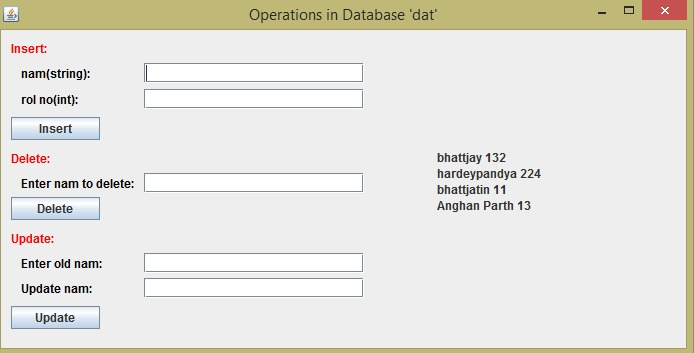 Operations in Database 'dat'
Insert:
nam(string):
rol no(int):
Insert
Delete:
Enter nam to delete:
Delete
bhattjay 132
hardeypandya 224
bhattjatin 11
Anghan Parth 13
Update:
Enter old nam:
Update nam:
Update